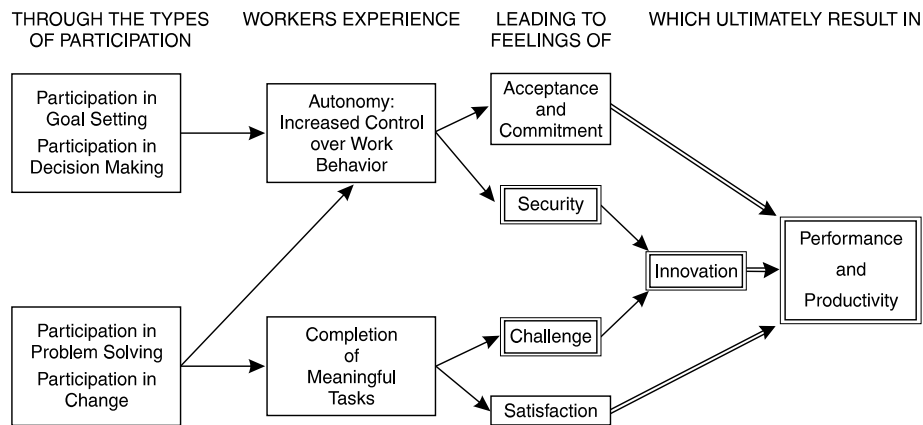 THROUGH THE TYPES
OF PARTICIPATION
WORKERS EXPERIENCE
LEADING TO
FEELINGS OF
WHICH ULTIMATELY RESULT IN
Participation in
Goal Setting
Participation in
Decision Making
Autonomy:
Increased Control
over Work
Behavior
Acceptance
and
Commitment
Security
Innovation
Performance
and
Productivity
Participation in
Problem Solving
Participation in
Change
Completion
of
Meaningful
Tasks
Challenge
Satisfaction